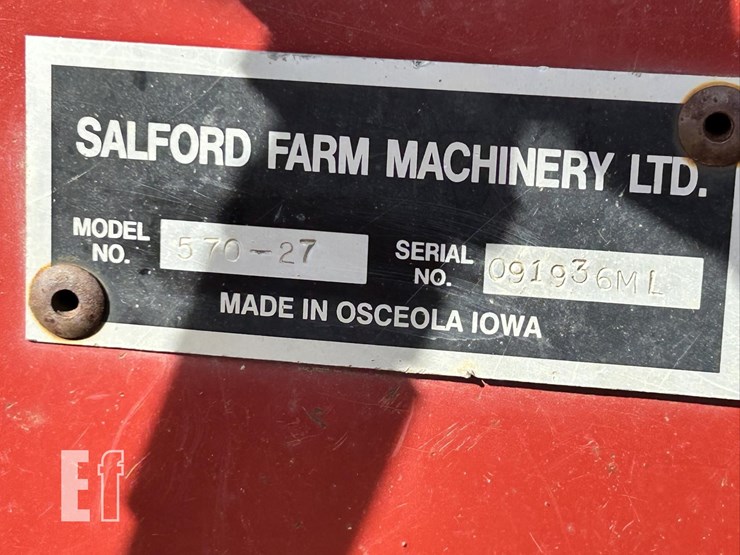 SALFORD FARM MACHINERY LTD.
MODEL NO. 570-27
SERIAL NO. 091936ML
MADE IN OSCEOLA IOWA
Ef